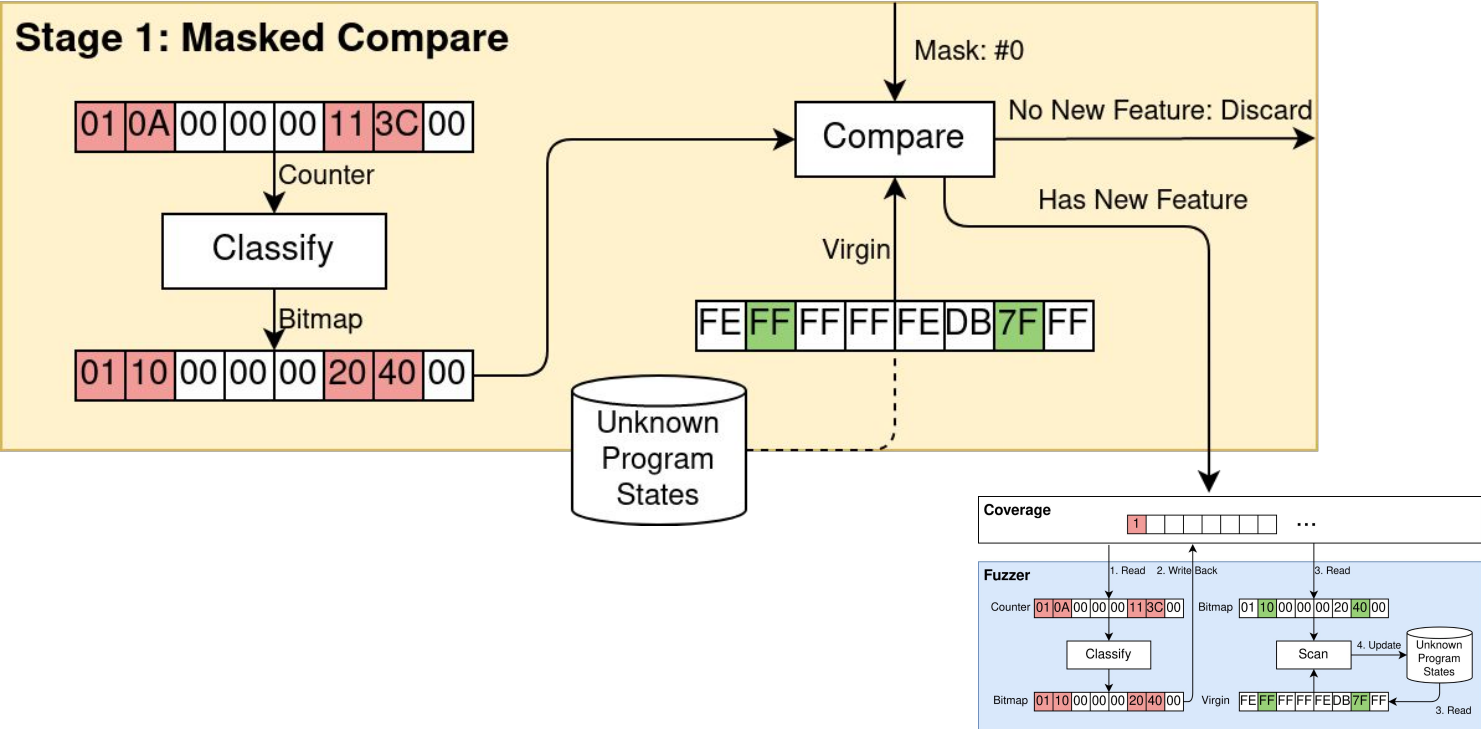 Stage 1: Masked Compare
Mask: #0
01 0A 00 00 00 11 3C 00
Compare
No New Feature: Discard
Counter
Has New Feature
Classify
Virgin
Bitmap
FE FF FF FF FE DB 7F FF
01 10 00 00 00 20 40 00
Unknown
Program
States
Coverage
1
...
Fuzzer
1. Read
2. Write Back
3. Read
Counter 01 0A 00 00 00 11 3C 00
Bitmap 01 10 00 00 00 20 40 00
Classify
Scan
4. Update
Unknown
Program
States
Bitmap 01 10 00 00 00 20 40 00
Virgin FE FF FF FF FE DB 7F FF
3. Read